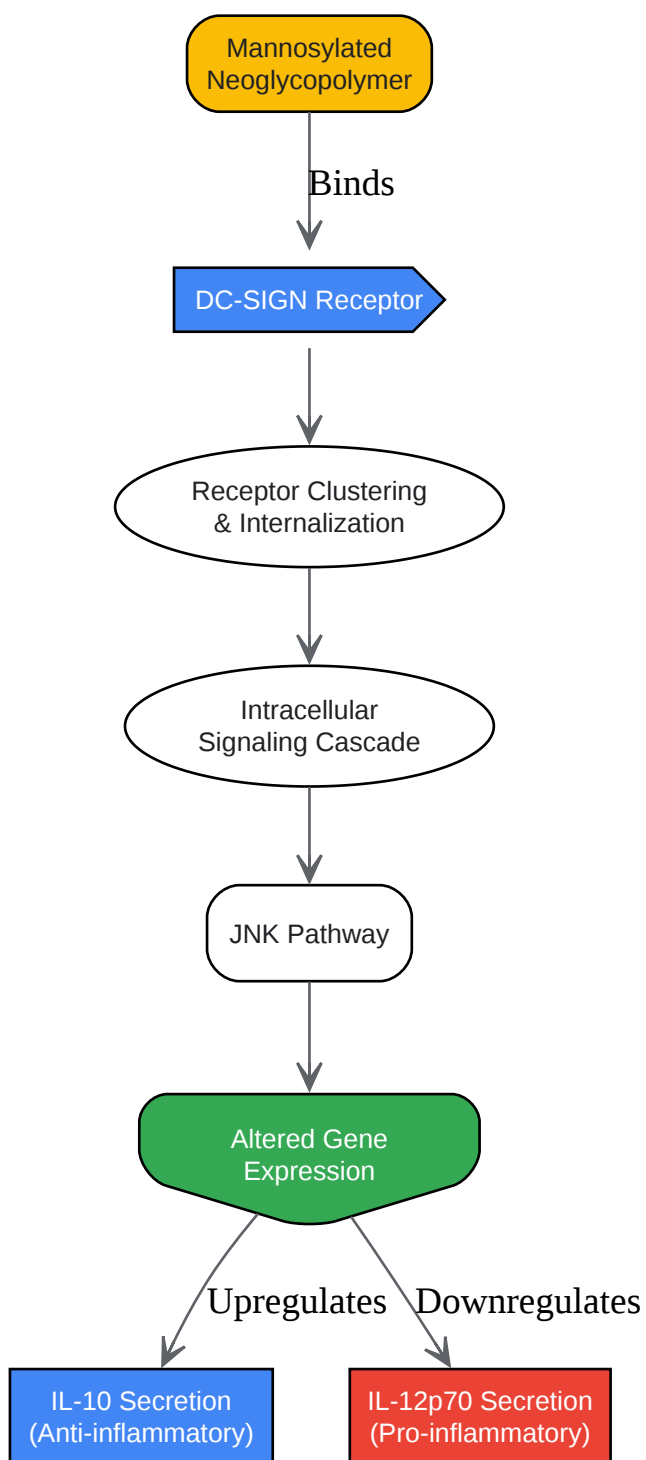 Mannosylated
Neoglycopolymer
Binds
DC-SIGN Receptor
Receptor Clustering
& Internalization
Intracellular
Signaling Cascade
JNK Pathway
Altered Gene
Expression
Upregulates
Downregulates
IL-10 Secretion
(Anti-inflammatory)
IL-12p70 Secretion
(Pro-inflammatory)